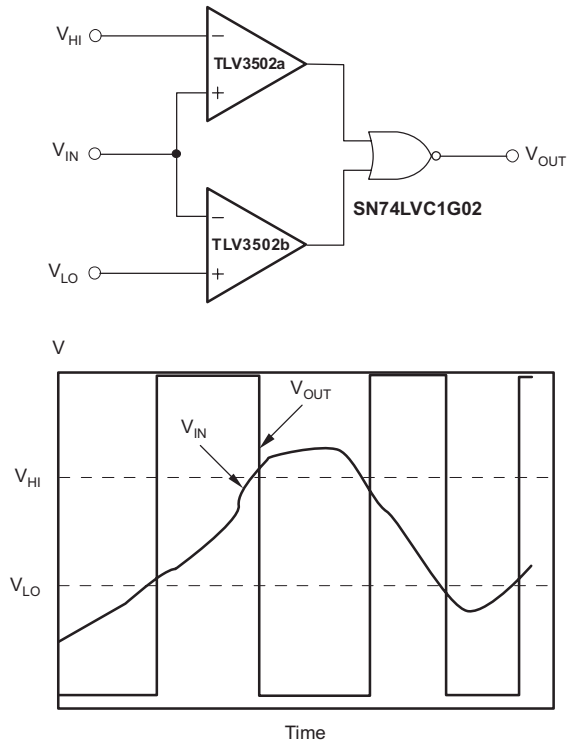 V_HI
−
TLV3502a
+
V_IN
V_OUT
−
SN74LVC1G02
TLV3502b
V_LO
+
V
V_OUT
V_IN
V_HI
V_LO
Time